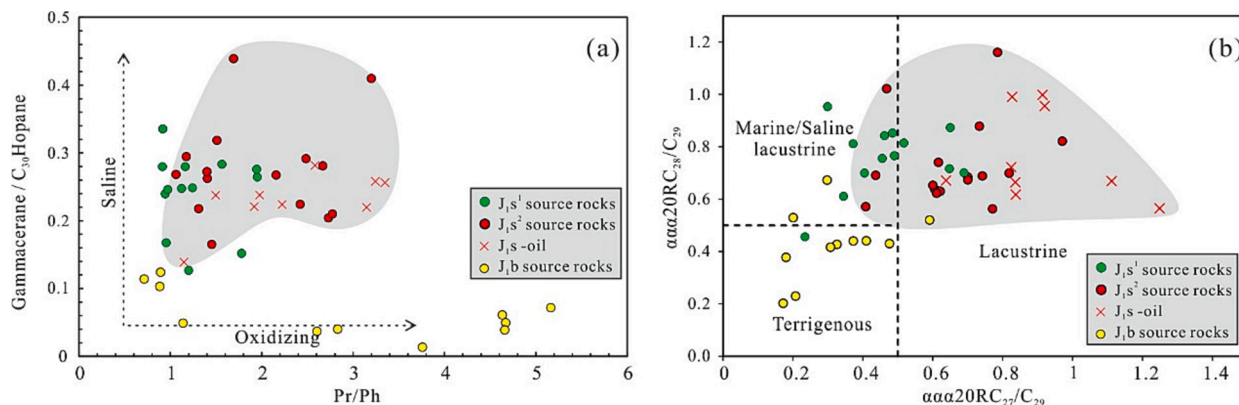 (a)
Gammacerane / C₃₀Hopane
0.5
0.4
0.3
0.2
0.1
0
Saline
Oxidizing
J₁s¹ source rocks
J₁s² source rocks
J₁s -oil
J₁b source rocks
0 1 2 3 4 5 6
Pr/Ph
(b)
ααα20RC₂₈/C₂₉
1.2
1.0
0.8
0.6
0.4
0.2
0.0
Marine/Saline
lacustrine
Lacustrine
Terrigenous
J₁s¹ source rocks
J₁s² source rocks
J₁s -oil
J₁b source rocks
0 0.2 0.4 0.6 0.8 1 1.2 1.4
ααα20RC₂₇/C₂₉